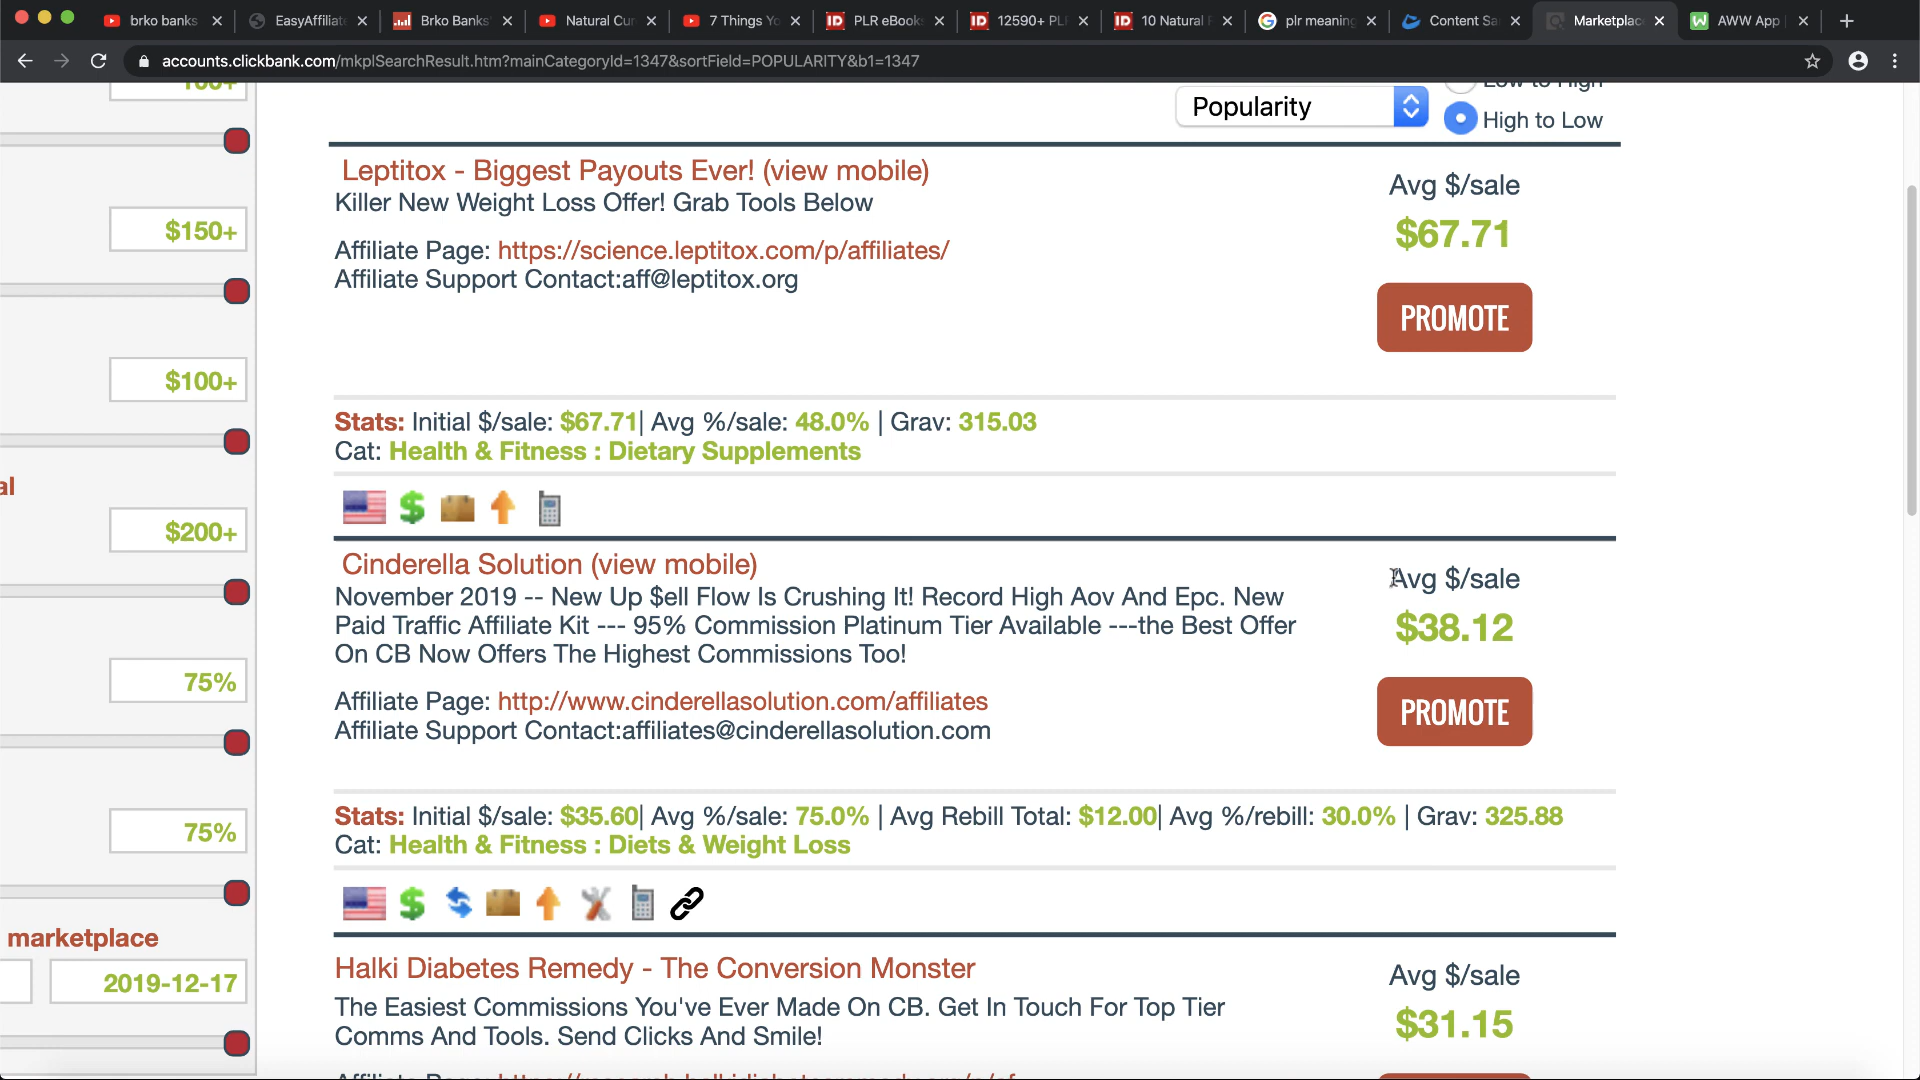 brko banks
EasyAffiliat
Brko Banks'
Natural Cur
7 Things Yo
PLR eBook
12590+ PL
10 Natural
plr meaning
Content Sa
Marketplac
AWW App
accounts.clickbank.com/mkplSearchResult.htm?mainCategoryId=1347&sortField=POPULARITY&b1=1347
100+
$150+
$100+
al
$200+
75%
75%
marketplace
2019-12-17
Popularity
Low to High
High to Low
Leptitox - Biggest Payouts Ever! (view mobile)
Killer New Weight Loss Offer! Grab Tools Below
Affiliate Page: https://science.leptitox.com/p/affiliates/
Affiliate Support Contact:aff@leptitox.org
Avg $/sale
$67.71
PROMOTE
Stats: Initial $/sale: $67.71| Avg %/sale: 48.0% | Grav: 315.03
Cat: Health & Fitness : Dietary Supplements
Cinderella Solution (view mobile)
November 2019 -- New Up $ell Flow Is Crushing It! Record High Aov And Epc. New
Paid Traffic Affiliate Kit --- 95% Commission Platinum Tier Available ---the Best Offer
On CB Now Offers The Highest Commissions Too!
Affiliate Page: http://www.cinderellasolution.com/affiliates
Affiliate Support Contact:affiliates@cinderellasolution.com
Avg $/sale
$38.12
PROMOTE
Stats: Initial $/sale: $35.60| Avg %/sale: 75.0% | Avg Rebill Total: $12.00| Avg %/rebill: 30.0% | Grav: 325.88
Cat: Health & Fitness : Diets & Weight Loss
Halki Diabetes Remedy - The Conversion Monster
The Easiest Commissions You've Ever Made On CB. Get In Touch For Top Tier
Comms And Tools. Send Clicks And Smile!
Avg $/sale
$31.15